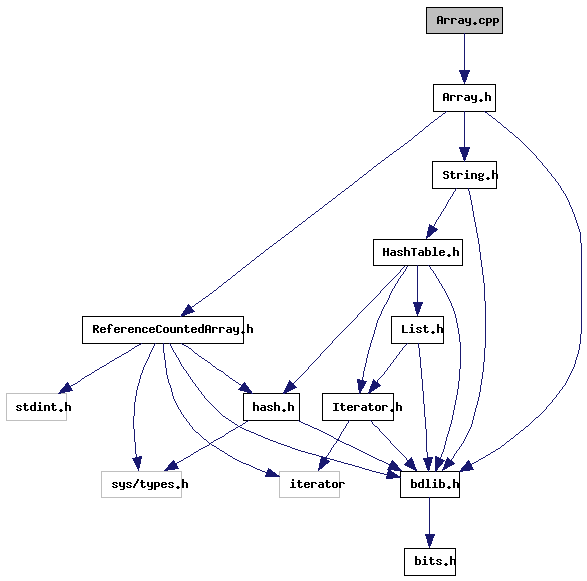 Array.cpp
Array.h
String.h
HashTable.h
ReferenceCountedArray.h
List.h
stdint.h
hash.h
Iterator.h
sys/types.h
iterator
bdlib.h
bits.h